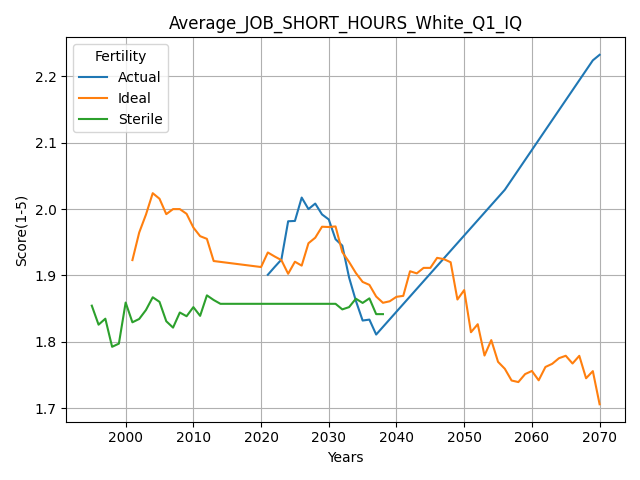 Average_JOB_SHORT_HOURS_White_Q1_IQ
Fertility
Actual
Ideal
Sterile
Score(1-5)
2.2
2.1
2.0
1.9
1.8
1.7
2000 2010 2020 2030 2040 2050 2060 2070
Years